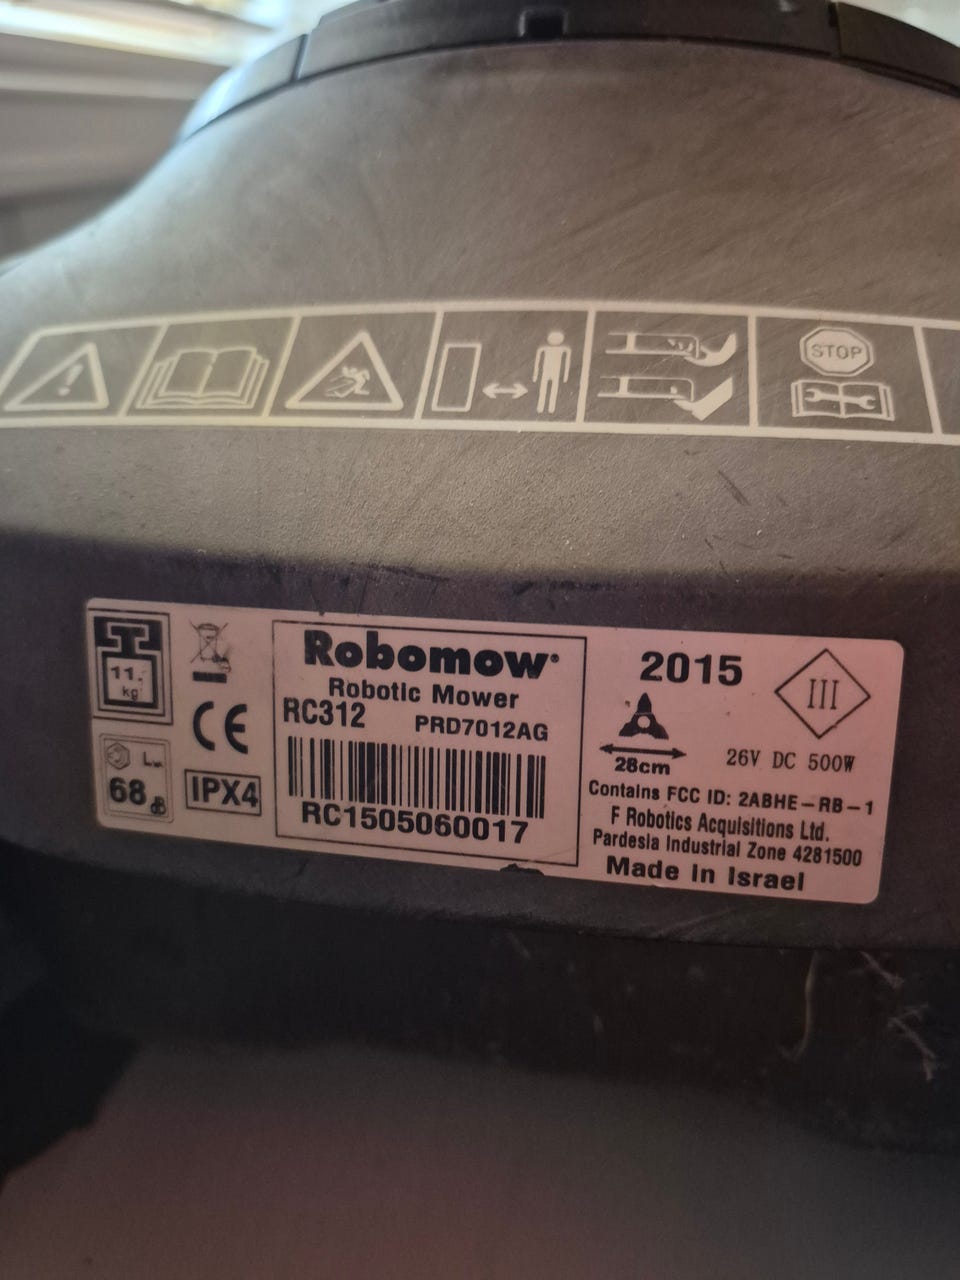 !
STOP
11.
kg
68 dB
CE
IPX4
Robomow®
Robotic Mower
RC312 PRD7012AG
RC1505060017
2015
III
28cm
26V DC 500W
Contains FCC ID: 2ABHE-RB-1
F Robotics Acquisitions Ltd.
Pardesia Industrial Zone 4281500
Made in Israel